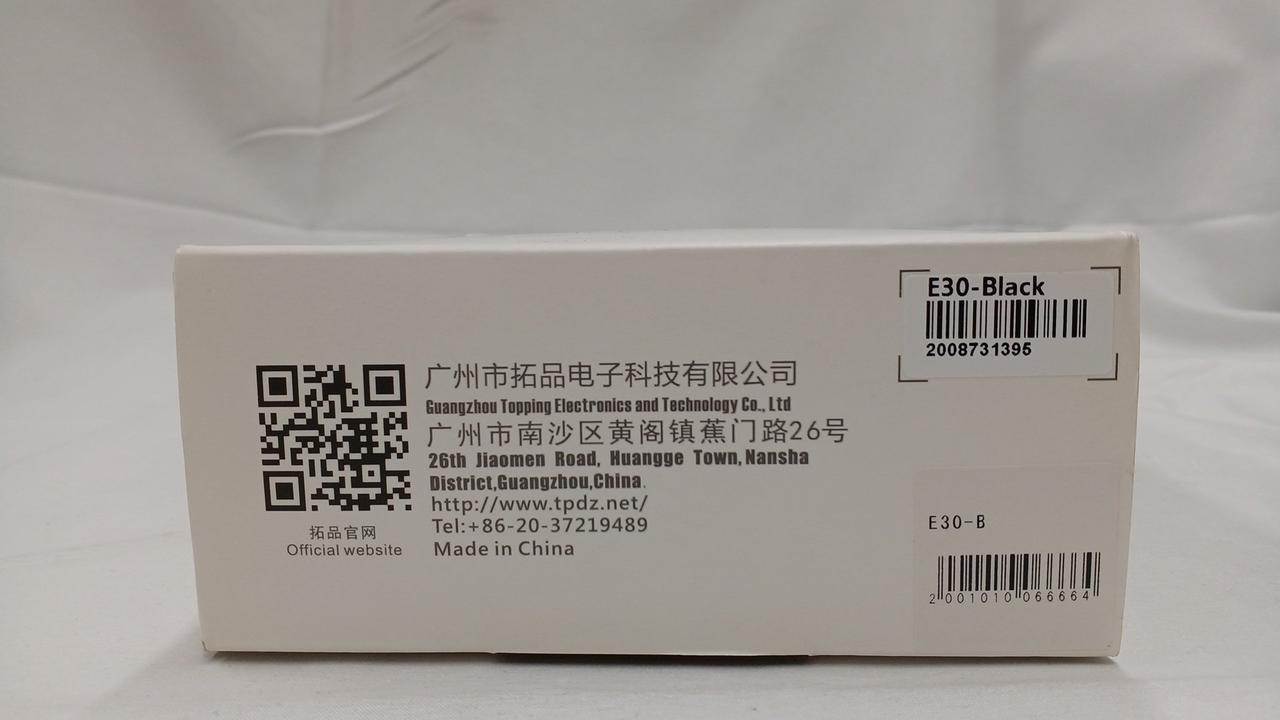 E30-Black
2008731395
广州市拓品电子科技有限公司
Guangzhou Topping Electronics and Technology Co., Ltd
广州市南沙区黄阁镇蕉门路26号
26th Jiaomen Road, Huangge Town, Nansha
District,Guangzhou,China.
http://www.tpdz.net/
Tel:+86-20-37219489
Made in China
拓品官网
Official website
E30-B
2 001010 066664